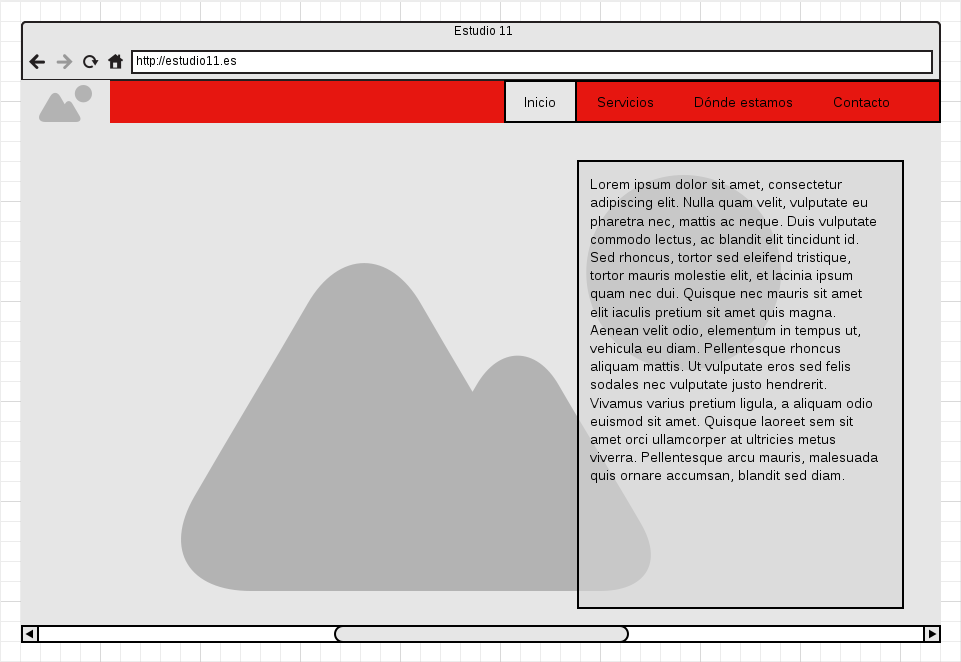 Estudio 11
http://estudio11.es
Inicio
Servicios
Dónde estamos
Contacto
Lorem ipsum dolor sit amet, consectetur
adipiscing elit. Nulla quam velit, vulputate eu
pharetra nec, mattis ac neque. Duis vulputate
commodo lectus, ac blandit elit tincidunt id.
Sed rhoncus, tortor sed eleifend tristique,
tortor mauris molestie elit, et lacinia ipsum
quam nec dui. Quisque nec mauris sit amet
elit iaculis pretium sit amet quis magna.
Aenean velit odio, elementum in tempus ut,
vehicula eu diam. Pellentesque rhoncus
aliquam mattis. Ut vulputate eros sed felis
sodales nec vulputate justo hendrerit.
Vivamus varius pretium ligula, a aliquam odio
euismod sit amet. Quisque laoreet sem sit
amet orci ullamcorper at ultricies metus
viverra. Pellentesque arcu mauris, malesuada
quis ornare accumsan, blandit sed diam.